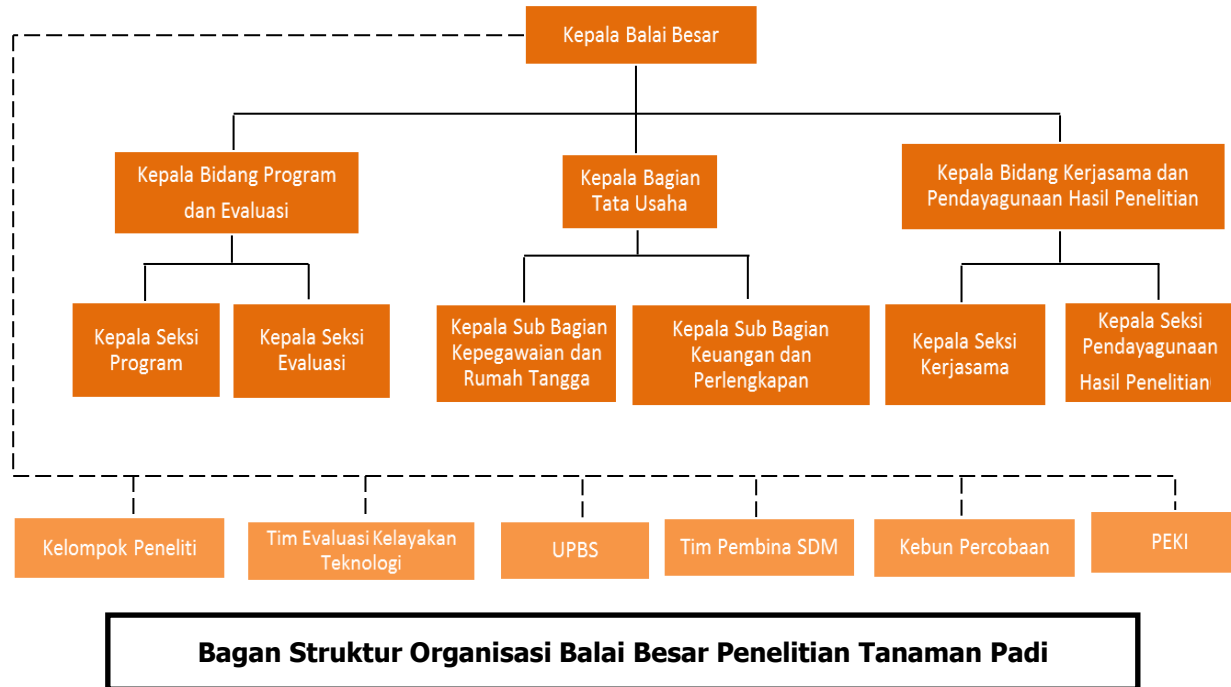 Kepala Balai Besar
Kepala Bidang Program
dan Evaluasi
Kepala Bagian
Tata Usaha
Kepala Bidang Kerjasama dan
Pendayagunaan Hasil Penelitian
Kepala Seksi
Program
Kepala Seksi
Evaluasi
Kepala Sub Bagian
Kepegawaian dan
Rumah Tangga
Kepala Sub Bagian
Keuangan dan
Perlengkapan
Kepala Seksi
Kerjasama
Kepala Seksi
Pendayagunaan
Hasil Penelitian
Kelompok Peneliti
Tim Evaluasi Kelayakan
Teknologi
UPBS
Tim Pembina SDM
Kebun Percobaan
PEKI
Bagan Struktur Organisasi Balai Besar Penelitian Tanaman Padi